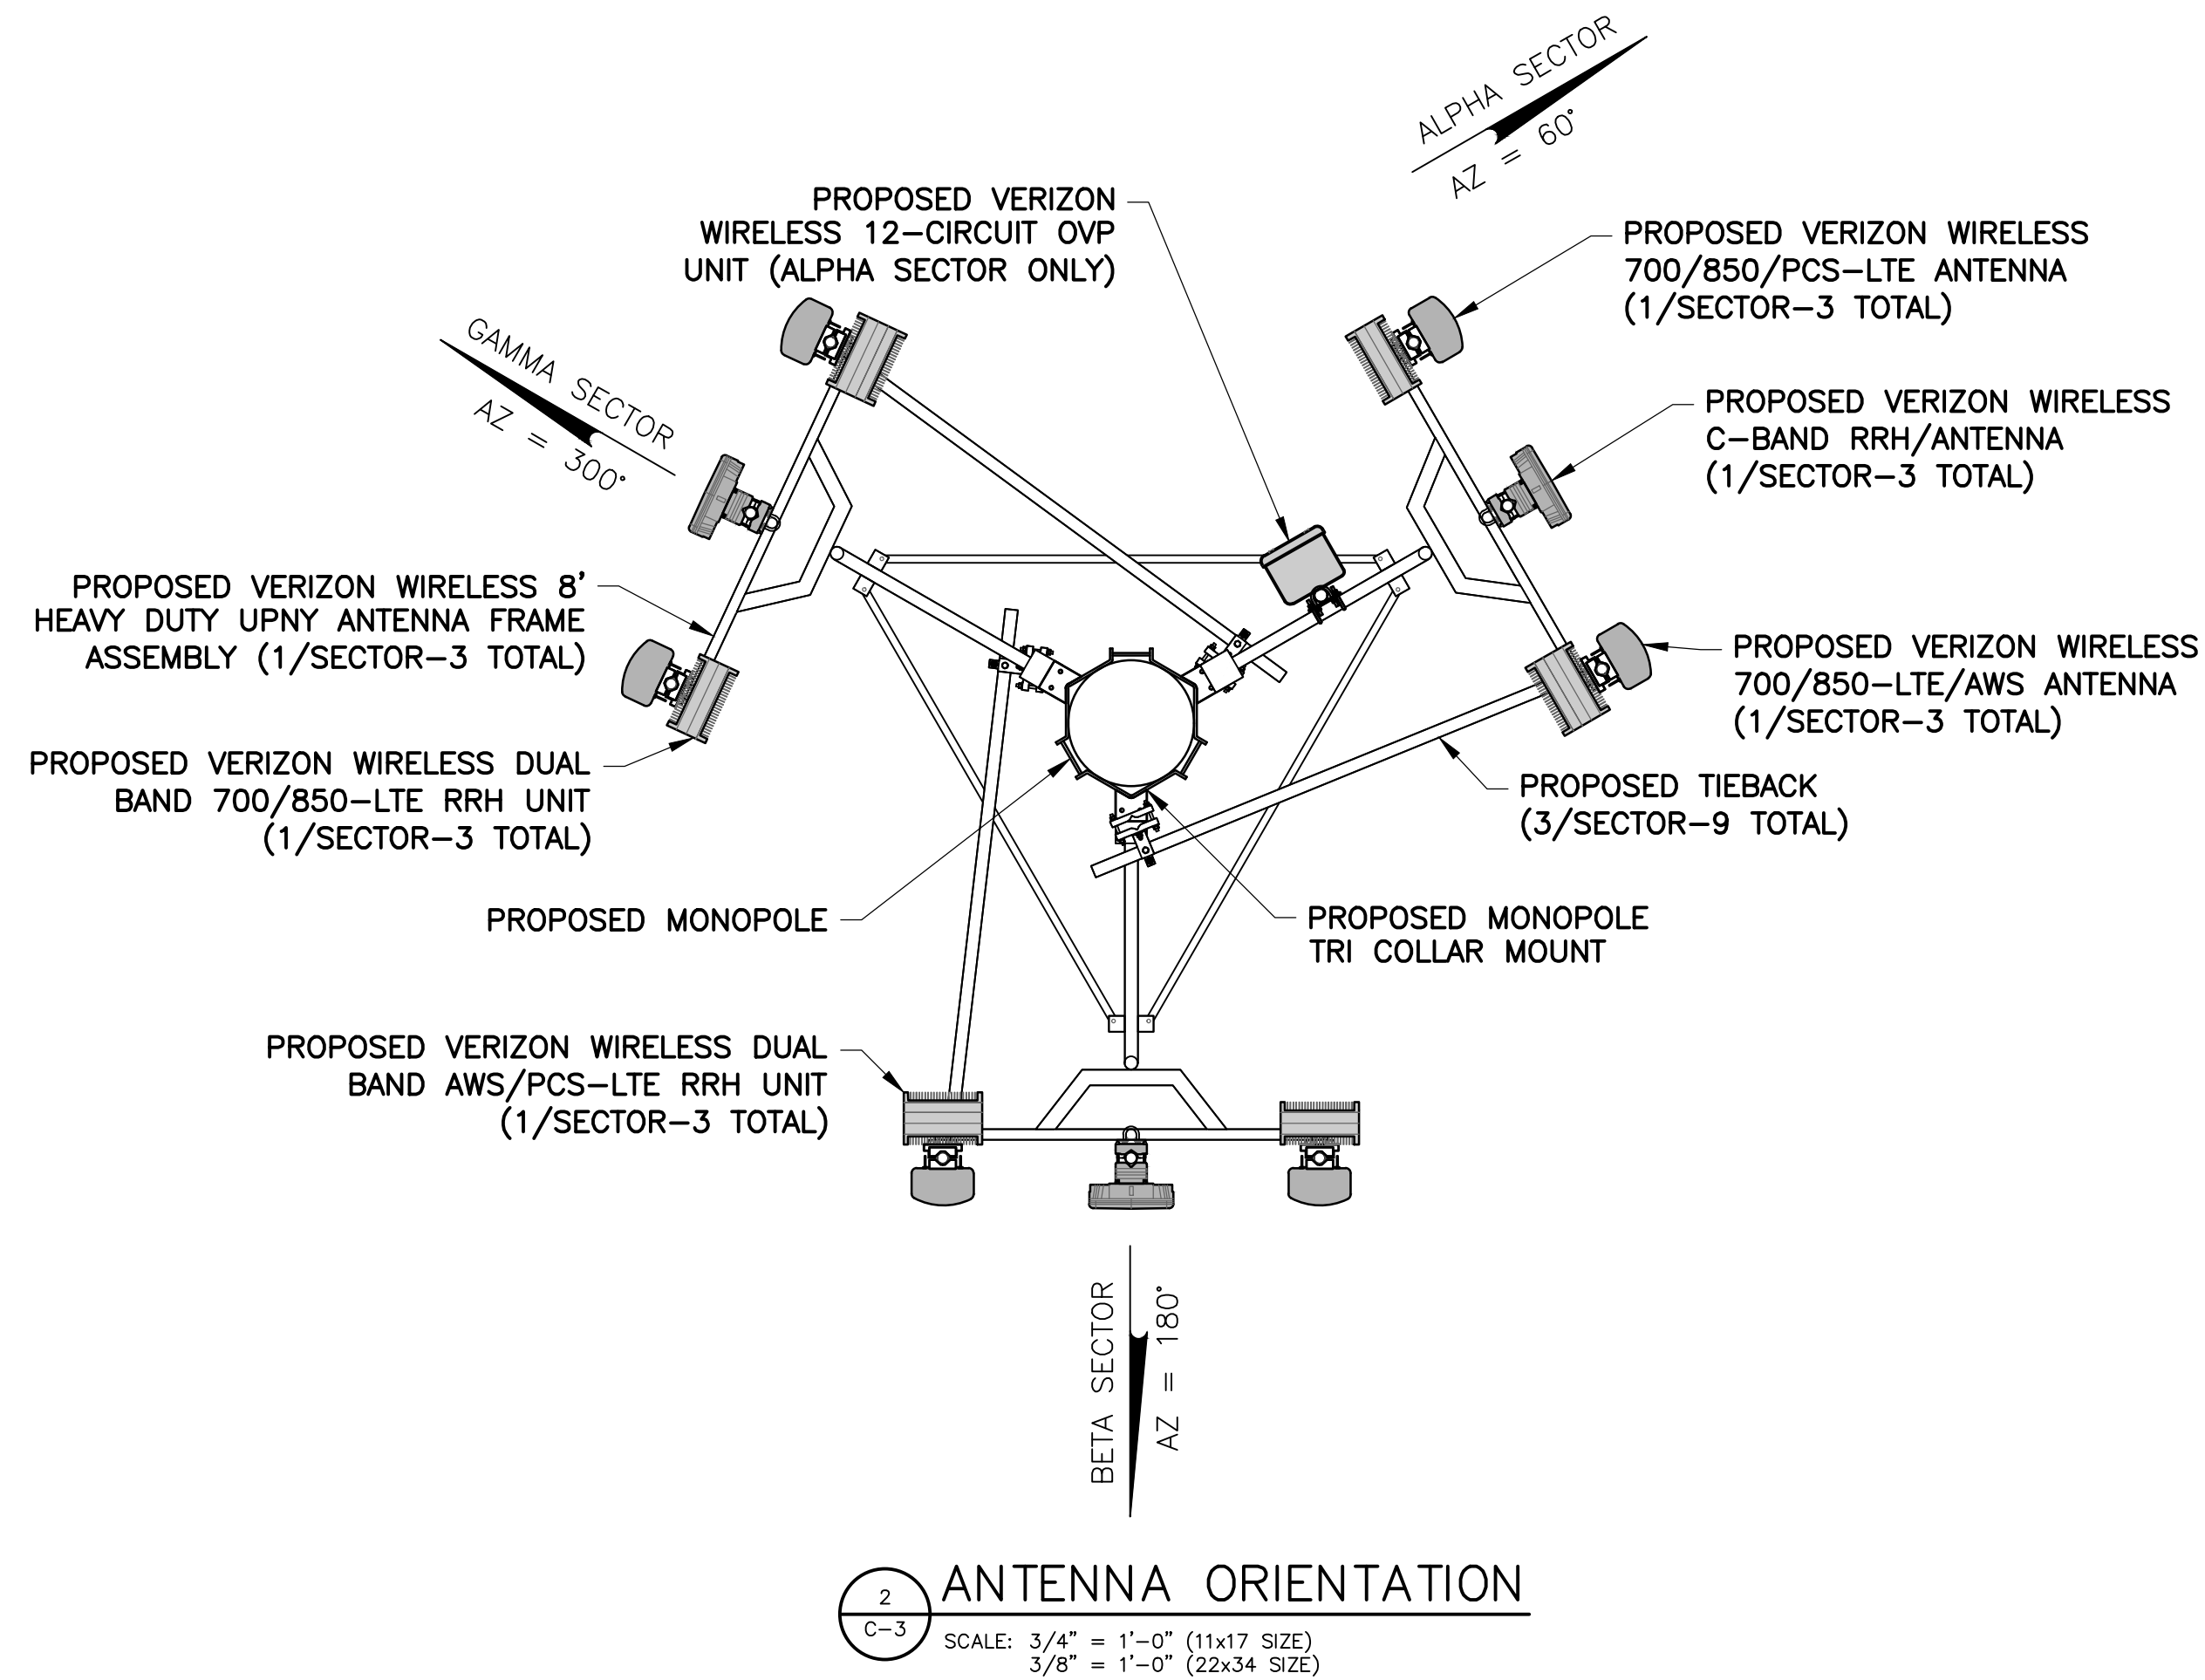 ALPHA SECTOR
AZ = 60°
PROPOSED VERIZON
WIRELESS 12-CIRCUIT OVP
UNIT (ALPHA SECTOR ONLY)
PROPOSED VERIZON WIRELESS
700/850/PCS-LTE ANTENNA
(1/SECTOR-3 TOTAL)
GAMMA SECTOR
AZ = 300°
PROPOSED VERIZON WIRELESS
C-BAND RRH/ANTENNA
(1/SECTOR-3 TOTAL)
PROPOSED VERIZON WIRELESS 8'
HEAVY DUTY UPNY ANTENNA FRAME
ASSEMBLY (1/SECTOR-3 TOTAL)
PROPOSED VERIZON WIRELESS
700/850-LTE/AWS ANTENNA
(1/SECTOR-3 TOTAL)
PROPOSED VERIZON WIRELESS DUAL
BAND 700/850-LTE RRH UNIT
(1/SECTOR-3 TOTAL)
PROPOSED TIEBACK
(3/SECTOR-9 TOTAL)
PROPOSED MONOPOLE
PROPOSED MONOPOLE
TRI COLLAR MOUNT
PROPOSED VERIZON WIRELESS DUAL
BAND AWS/PCS-LTE RRH UNIT
(1/SECTOR-3 TOTAL)
BETA SECTOR
AZ = 180°
2
C-3
ANTENNA ORIENTATION
SCALE: 3/4" = 1'-0" (11x17 SIZE)
3/8" = 1'-0" (22x34 SIZE)